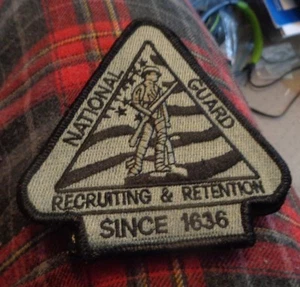 NATIONAL GUARD
RECRUITING & RETENTION
SINCE 1636